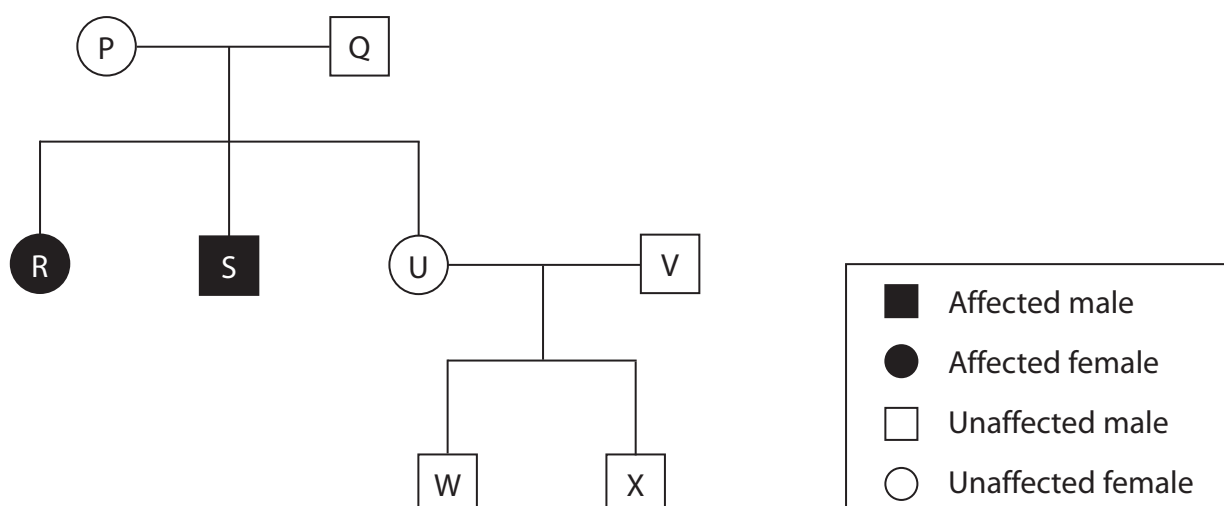 P Q
R S U V
W X
Affected male
Affected female
Unaffected male
Unaffected female